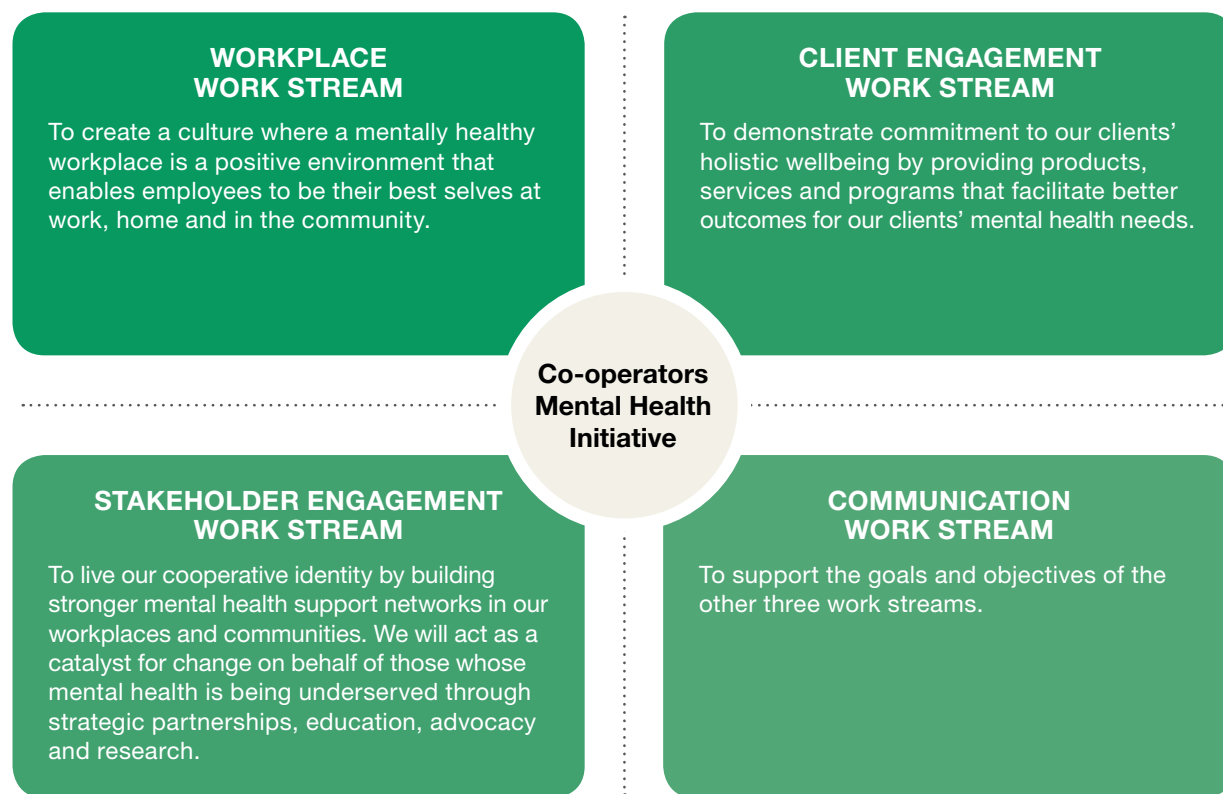 WORKPLACE
WORK STREAM
To create a culture where a mentally healthy
workplace is a positive environment that
enables employees to be their best selves at
work, home and in the community.
CLIENT ENGAGEMENT
WORK STREAM
To demonstrate commitment to our clients’
holistic wellbeing by providing products,
services and programs that facilitate better
outcomes for our clients’ mental health needs.
Co-operators
Mental Health
Initiative
STAKEHOLDER ENGAGEMENT
WORK STREAM
To live our cooperative identity by building
stronger mental health support networks in our
workplaces and communities. We will act as a
catalyst for change on behalf of those whose
mental health is being underserved through
strategic partnerships, education, advocacy
and research.
COMMUNICATION
WORK STREAM
To support the goals and objectives of the
other three work streams.